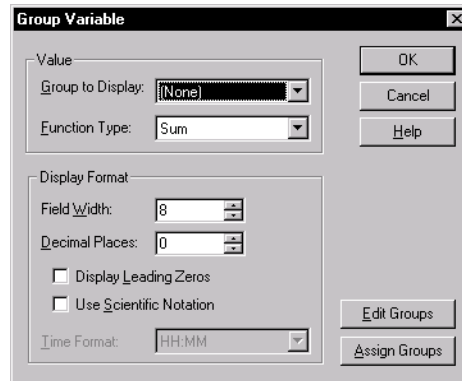 Group Variable
Value
Group to Display: (None)
Function Type: Sum
OK
Cancel
Help
Display Format
Field Width: 8
Decimal Places: 0
Display Leading Zeros
Use Scientific Notation
Time Format: HH:MM
Edit Groups
Assign Groups